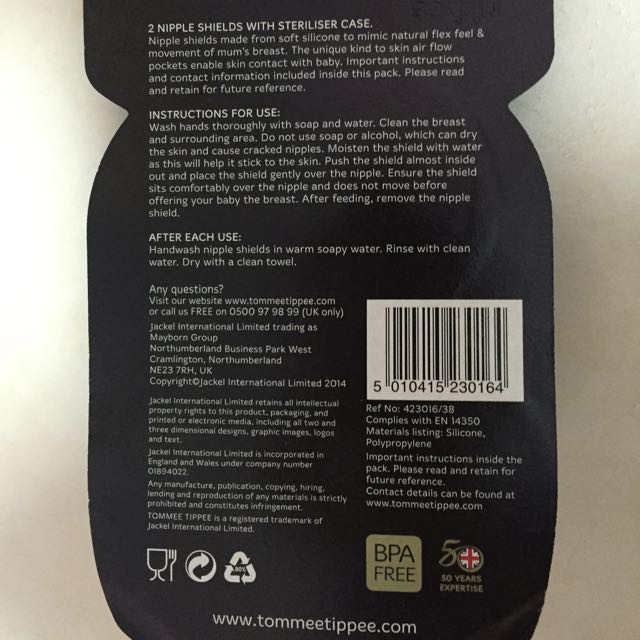 2 NIPPLE SHIELDS WITH STERILISER CASE.
Nipple shields made from soft silicone to mimic natural flex feel &
movement of mum's breast. The unique kind to skin air flow
pockets enable skin contact with baby. Important instructions
and contact information included inside this pack. Please read
and retain for future reference.
INSTRUCTIONS FOR USE:
Wash hands thoroughly with soap and water. Clean the breast
and surrounding area. Do not use soap or alcohol, which can dry
the skin and cause cracked nipples. Moisten the shield with water
as this will help it stick to the skin. Push the shield almost inside
out and place the shield gently over the nipple. Ensure the shield
sits comfortably over the nipple and does not move before
offering your baby the breast. After feeding, remove the nipple
shield.
AFTER EACH USE:
Handwash nipple shields in warm soapy water. Rinse with clean
water. Dry with a clean towel.
Any questions?
Visit our website www.tommeetippee.com
or call us FREE on 0500 97 98 99 (UK only)
Jackel International Limited trading as
Mayborn Group
Northumberland Business Park West
Cramlington, Northumberland
NE23 7RH, UK
Copyright©Jackel International Limited 2014
Jackel International Limited retains all intellectual
property rights to this product, packaging, and
printed or electronic media, including all two and
three dimensional designs, graphic images, logos
and text.
Jackel International Limited is incorporated in
England and Wales under company number
01894022.
Any manufacture, publication, copying, hiring,
lending and reproduction of any materials is strictly
prohibited and constitutes infringement.
TOMMEE TIPPEE is a registered trademark of
Jackel International Limited.
5 010415 230164
Ref No: 423016/38
Complies with EN 14350
Materials listing: Silicone,
Polypropylene
Important instructions inside the
pack. Please read and retain for
future reference.
Contact details can be found at
www.tommeetippee.com
80%
BPA
FREE
50
50 YEARS
EXPERTISE
www.tommeetippee.com